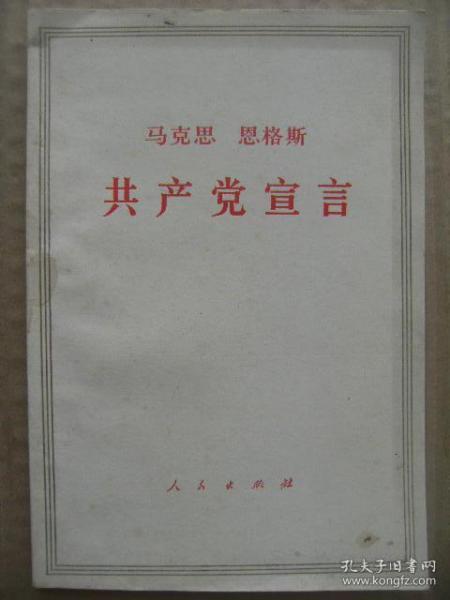 马克思 恩格斯
共产党宣言
人民出版社
孔夫子旧书网
www.kongfz.com